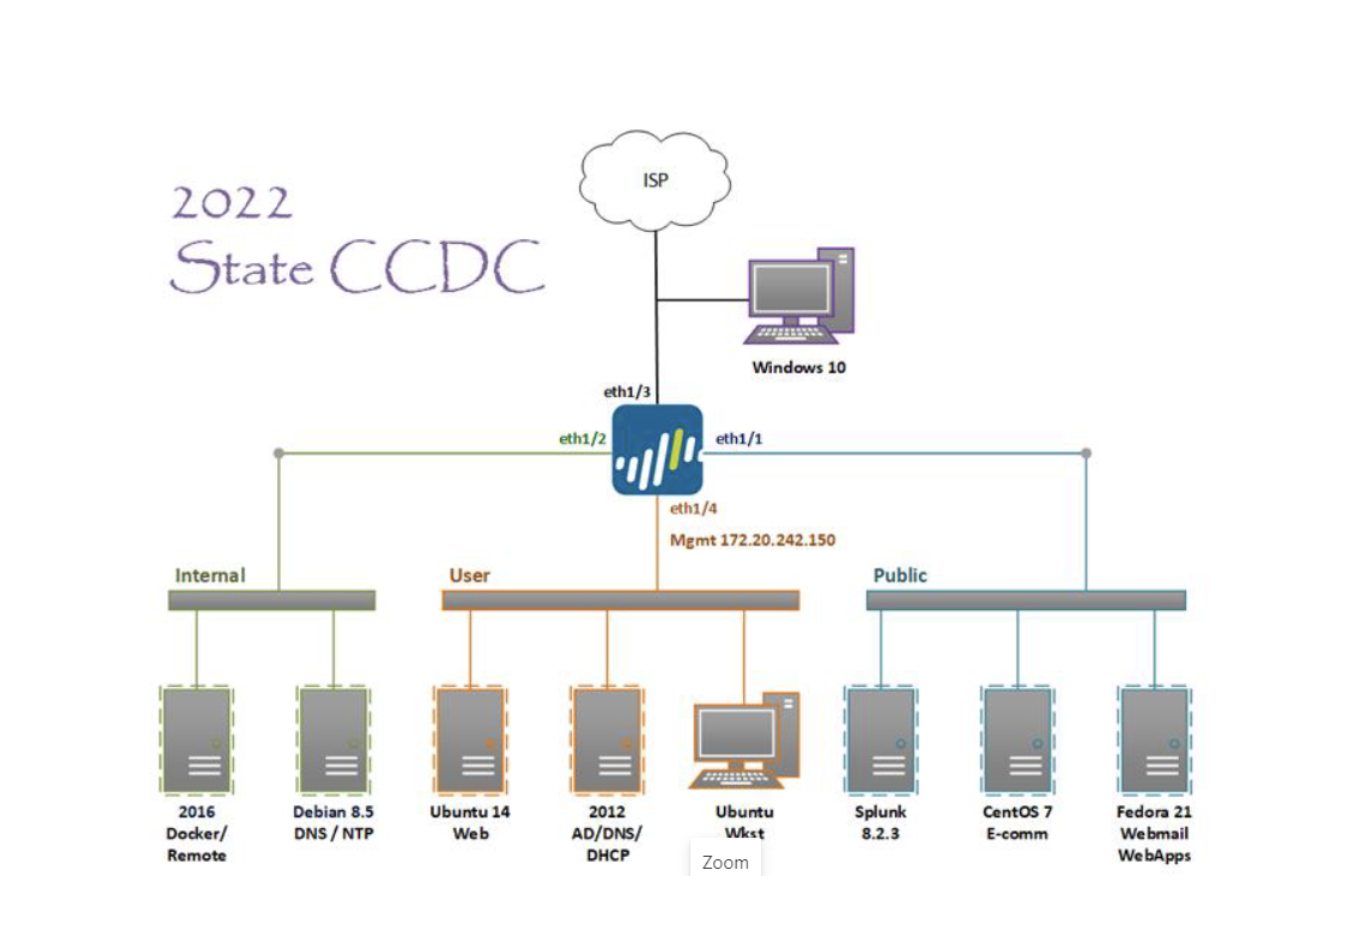 2022
State CCDC
ISP
Windows 10
eth1/3
eth1/2
eth1/1
eth1/4
Mgmt 172.20.242.150
Internal
User
Public
2016
Docker/
Remote
Debian 8.5
DNS / NTP
Ubuntu 14
Web
2012
AD/DNS/
DHCP
Ubuntu
Wkst
Splunk
8.2.3
CentOS 7
E-comm
Fedora 21
Webmail
WebApps
Zoom